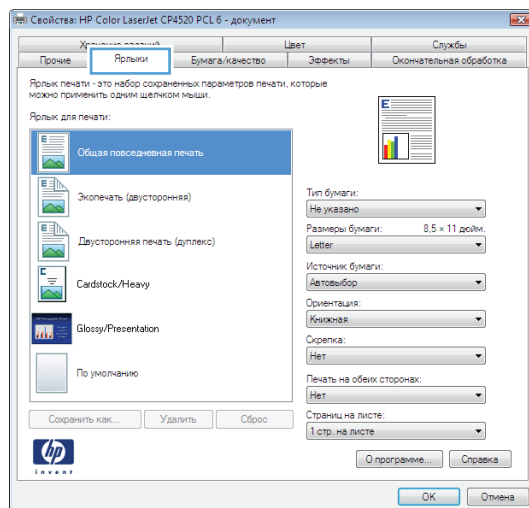 Свойства: HP Color LaserJet CP4520 PCL 6 - документ
Хранение заданий
Цвет
Службы
Прочие
Ярлыки
Бумага/качество
Эффекты
Окончательная обработка
Ярлык печати - это набор сохраненных параметров печати, которые
можно применить одним щелчком мыши.
Ярлык для печати:
Общая повседневная печать
Экопечать (двусторонняя)
Двусторонняя печать (дуплекс)
Cardstock/Heavy
Glossy/Presentation
По умолчанию
Сохранить как...
Удалить
Сброс
E
Тип бумаги:
Не указано
Размеры бумаги: 8,5 × 11 дюйм.
Letter
Источник бумаги:
Автовыбор
Ориентация:
Книжная
Скрепка:
Нет
Печать на обеих сторонах:
Нет
Страниц на листе:
1 стр. на листе
hp
invent
О программе...
Справка
OK
Отмена